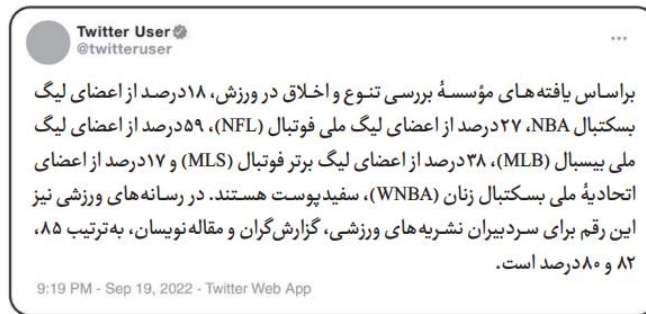 Twitter User
@twitteruser
براساس یافته‌های مؤسسهٔ بررسی تنوع و اخلاق در ورزش، ۱۸درصد از اعضای لیگ
بسکتبال NBA، ۲۷درصد از اعضای لیگ ملی فوتبال (NFL)، ۵۹درصد از اعضای لیگ
ملی بیسبال (MLB)، ۳۸درصد از اعضای لیگ برتر فوتبال (MLS) و ۱۷درصد از اعضای
اتحادیهٔ ملی بسکتبال زنان (WNBA)، سفیدپوست هستند. در رسانه‌های ورزشی نیز
این رقم برای سردبیران نشریه‌های ورزشی، گزارش‌گران و مقاله‌نویسان، به‌ترتیب ۸۵،
۸۲ و ۸۰درصد است.
9:19 PM - Sep 19, 2022 - Twitter Web App